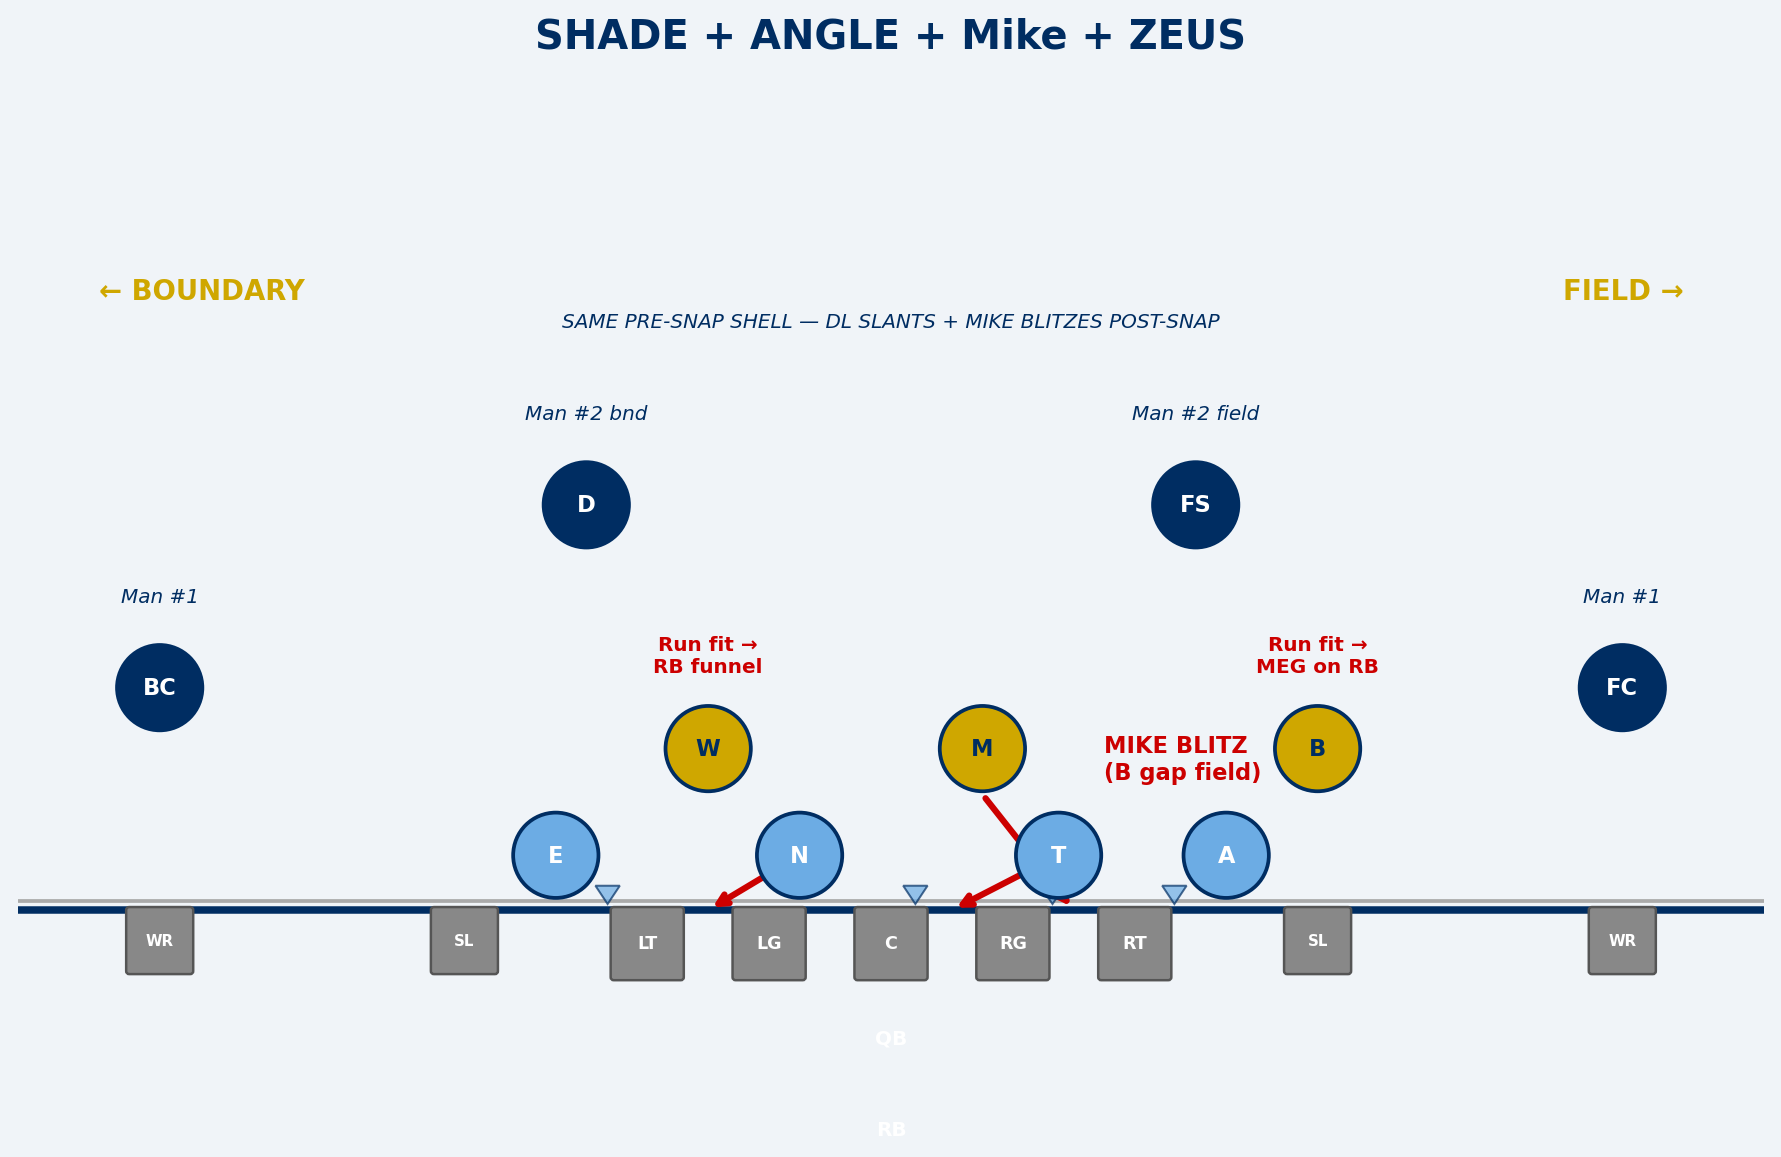 SHADE + ANGLE + Mike + ZEUS
← BOUNDARY
FIELD →
SAME PRE-SNAP SHELL — DL SLANTS + MIKE BLITZES POST-SNAP
Man #2 bnd
Man #2 field
D
FS
Man #1
Man #1
Run fit →
RB funnel
Run fit →
MEG on RB
BC
FC
W
M
MIKE BLITZ
(B gap field)
B
E
N
T
A
WR
SL
LT
LG
C
RG
RT
SL
WR
QB
RB